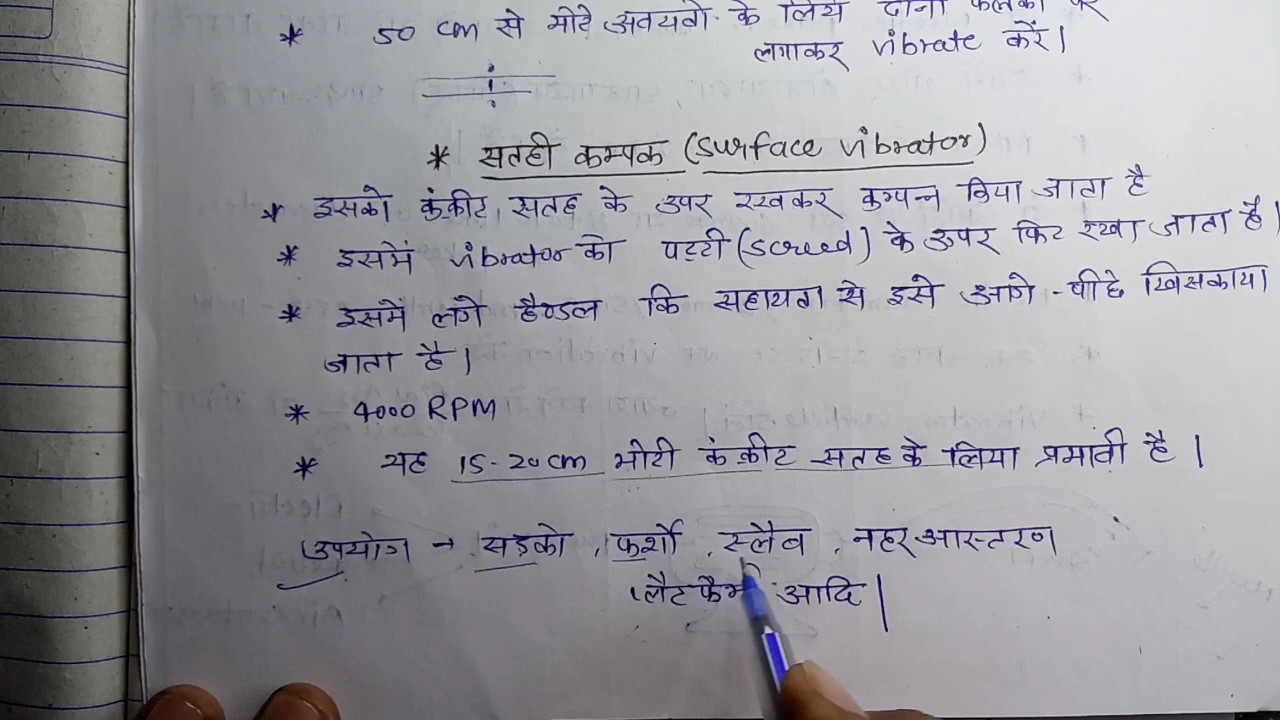 * 50 cm से मोटे अवयवो के लिये दोनो फलको पर
लगाकर vibrate करें।
* सतही कम्पक (Surface vibrator)
* इसको कंक्रीट सतह के उपर रखकर कम्पन्न किया जाता है
* इसमें vibrator को पट्टी (Screed) के ऊपर फिट रखा जाता है।
* इसमें लगे हैण्डल कि सहायता से इसे आगे - पीछे खिसकाया
जाता है।
* 4000 RPM
* यह 15-20 cm मोटी कंक्रीट सतह के लिया प्रभावी है।
उपयोग → सड़को, फर्शो, स्लैब, नहर आस्तरण
आदि।